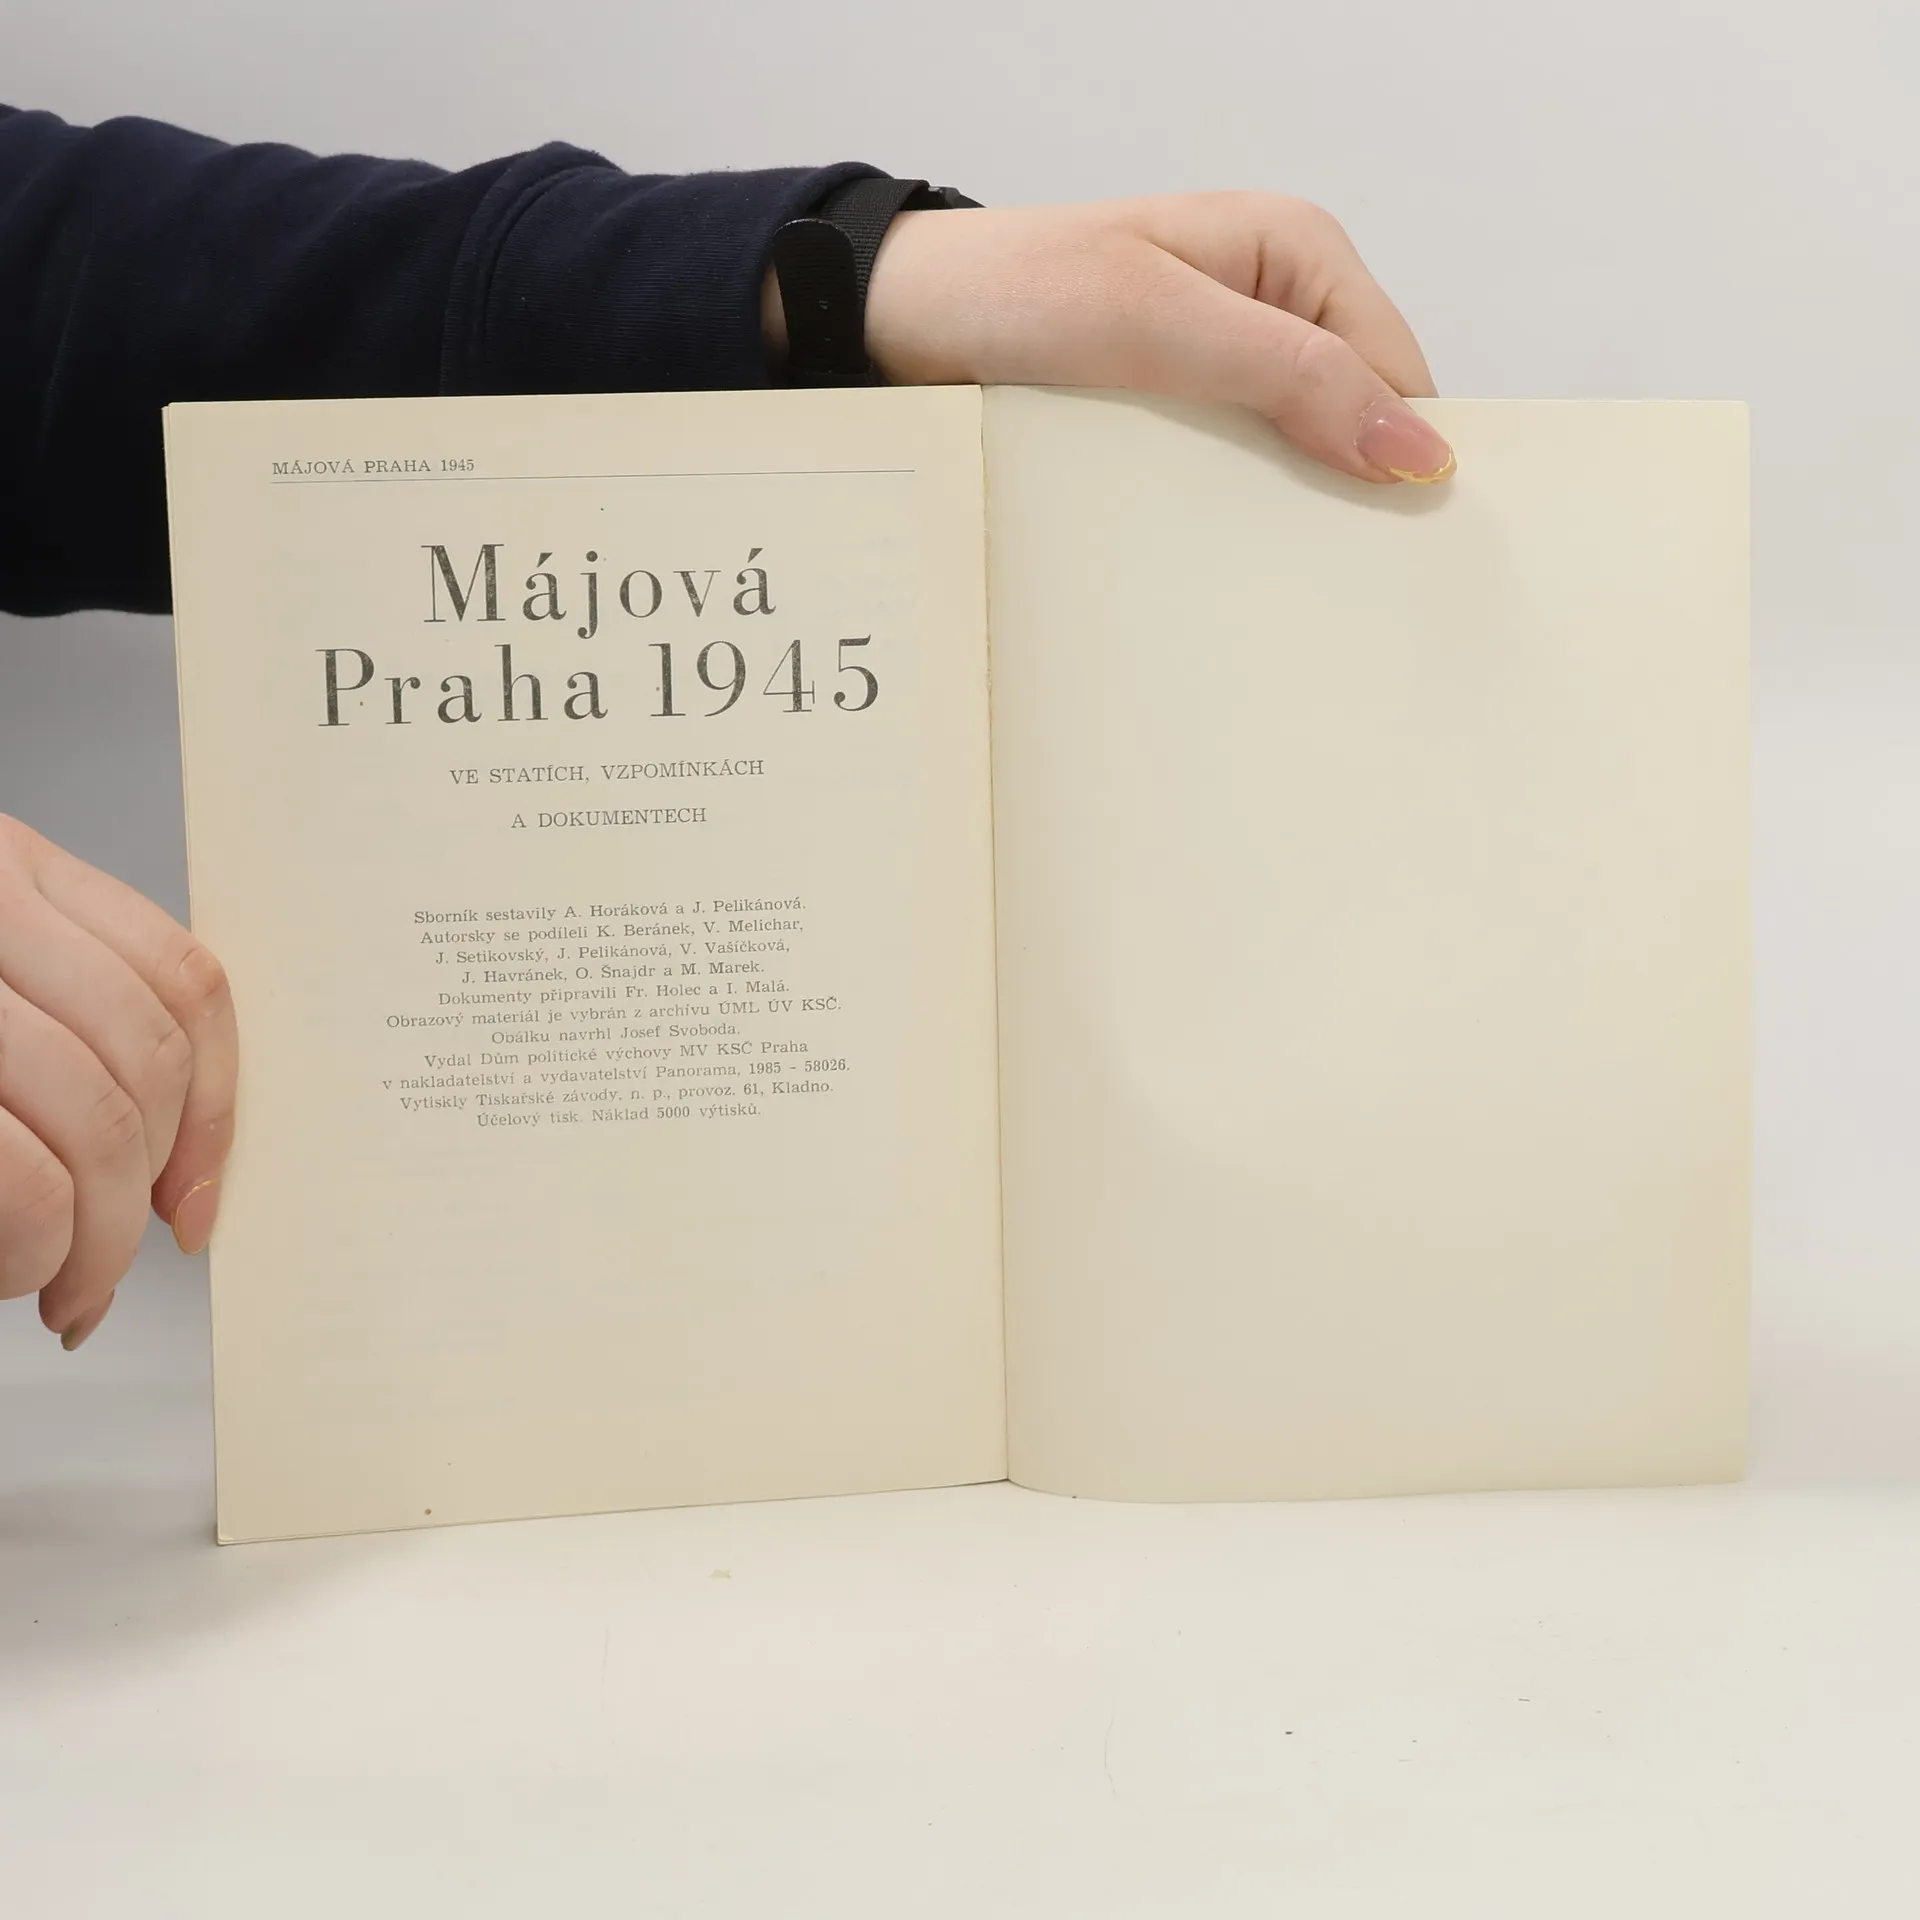 MÁJOVÁ PRAHA 1945
Májová
Praha 1945
VE STATÍCH, VZPOMÍNKÁCH
A DOKUMENTECH
Sborník sestavily A. Horáková a J. Pelikánová.
Autorsky se podíleli K. Beránek, V. Melichar,
J. Setikovský, J. Pelikánová, V. Vašíčková,
J. Havránek, O. Šnajdr a M. Marek.
Dokumenty připravili Fr. Holec a I. Malá.
Obrazový materiál je vybrán z archívu ÚML ÚV KSČ.
Obálku navrhl Josef Svoboda.
Vydal Dům politické výchovy MV KSČ Praha
v nakladatelství a vydavatelství Panorama, 1985 - 58026.
Vytiskly Tiskařské závody, n. p., provoz. 61, Kladno.
Účelový tisk. Náklad 5000 výtisků.